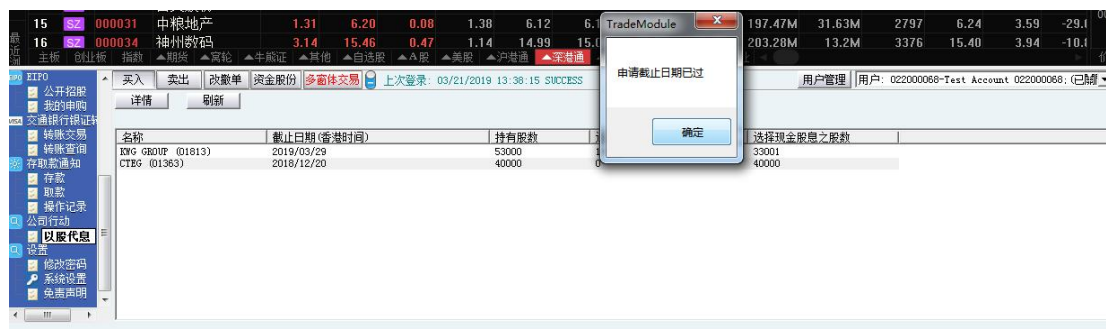 15 SZ 000031 中粮地产 1.31 6.20 0.08 1.38 6.12 6.1 197.47M 31.63M 2797 6.24 3.59 -29.(
最近 16 SZ 000034 神州数码 3.14 15.46 0.47 1.14 14.99 15.( 203.28M 13.2M 3376 15.40 3.94 -10.(
主板 创业板 指数 ▲期货 ▲窝轮 ▲牛熊证 ▲其他 ▲自选股 ▲A股 ▲美股 ▲沪港通 ▲深港通
TradeModule
申请截止日期已过
确定
EIPO
公开招股
我的申购
交通银行银证转
转账交易
转账查询
存取款通知
存款
取款
操作记录
公司行动
以股代息
设置
修改密码
系统设置
免责声明
买入 卖出 改撤单 资金股份 多窗体交易 上次登录: 03/21/2019 13:38:15 SUCCESS 用户管理 用户: 022000068-Test Account 022000068;
详情 刷新
名称 截止日期(香港时间) 持有股数 选择现金股息之股数
KWG GROUP (01813) 2019/03/29 53000 33001
CTEG (01363) 2018/12/20 40000 0 40000